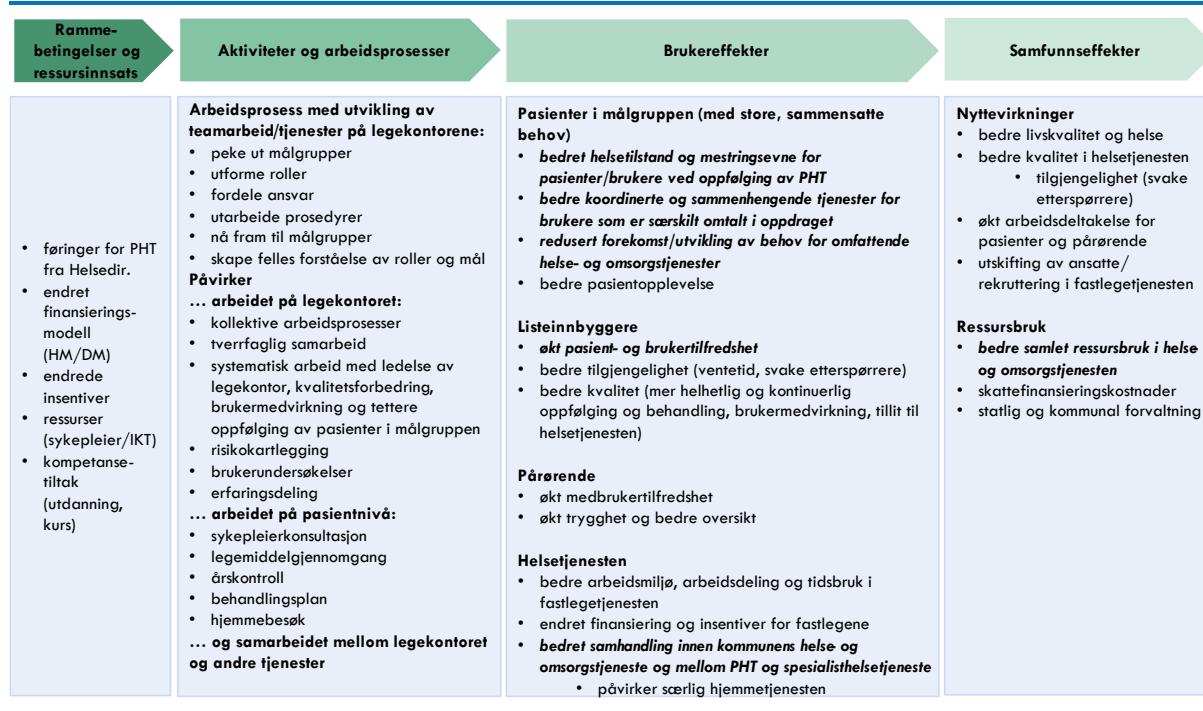 Ramme-
betingelser og
ressursinnsats
Aktiviteter og arbeidsprosesser
Brukereffekter
Samfunnseffekter
• føringer for PHT
fra Helsedir.
• endret
finansierings-
modell
(HM/DM)
• endrede
insentiver
• ressurser
(sykepleier/IKT)
• kompetanse-
tiltak
(utdanning,
kurs)
Arbeidsprosess med utvikling av
teamarbeid/tjenester på legekontorene:
• peke ut målgrupper
• utforme roller
• fordele ansvar
• utarbeide prosedyrer
• nå fram til målgrupper
• skape felles forståelse av roller og mål
Påvirker
... arbeidet på legekontoret:
• kollektive arbeidsprosesser
• tverrfaglig samarbeid
• systematisk arbeid med ledelse av
legekontor, kvalitetsforbedring,
brukermedvirkning og tettere
oppfølging av pasienter i målgruppen
• risikokartlegging
• brukerundersøkelser
• erfaringsdeling
... arbeidet på pasientnivå:
• sykepleierkonsultasjon
• legemiddelgjennomgang
• årskontroll
• behandlingsplan
• hjemmebesøk
... og samarbeidet mellom legekontoret
og andre tjenester
Pasienter i målgruppen (med store, sammensatte
behov)
• bedret helsetilstand og mestringsevne for
pasienter/brukere ved oppfølging av PHT
• bedre koordinerte og sammenhengende tjenester for
brukere som er særskilt omtalt i oppdraget
• redusert forekomst/utvikling av behov for omfattende
helse- og omsorgstjenester
• bedre pasientopplevelse
Listeinnbyggere
• økt pasient- og brukertilfredshet
• bedre tilgjengelighet (ventetid, svake etterspørrere)
• bedre kvalitet (mer helhetlig og kontinuerlig
oppfølging og behandling, brukermedvirkning, tillit til
helsetjenesten)
Pårørende
• økt medbrukertilfredshet
• økt trygghet og bedre oversikt
Helsetjenesten
• bedre arbeidsmiljø, arbeidsdeling og tidsbruk i
fastlegetjenesten
• endret finansiering og insentiver for fastlegene
• bedret samhandling innen kommunens helse- og
omsorgstjeneste og mellom PHT og spesialisthelsetjeneste
• påvirker særlig hjemmetjenesten
Nyttevirkninger
• bedre livskvalitet og helse
• bedre kvalitet i helsetjenesten
• tilgjengelighet (svake
etterspørrere)
• økt arbeidsdeltakelse for
pasienter og pårørende
• utskifting av ansatte/
rekruttering i fastlegetjenesten
Ressursbruk
• bedre samlet ressursbruk i helse-
og omsorgstjenesten
• skattefinansieringskostnader
• statlig og kommunal forvaltning